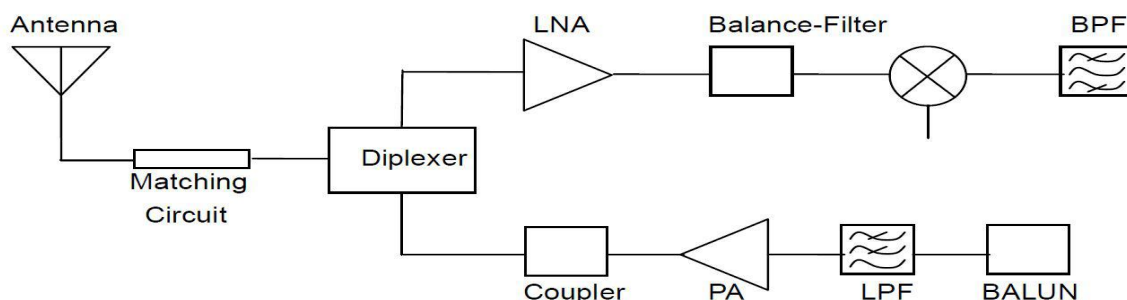 Antenna
LNA
Balance-Filter
BPF
Diplexer
Matching
Circuit
Coupler
PA
LPF
BALUN